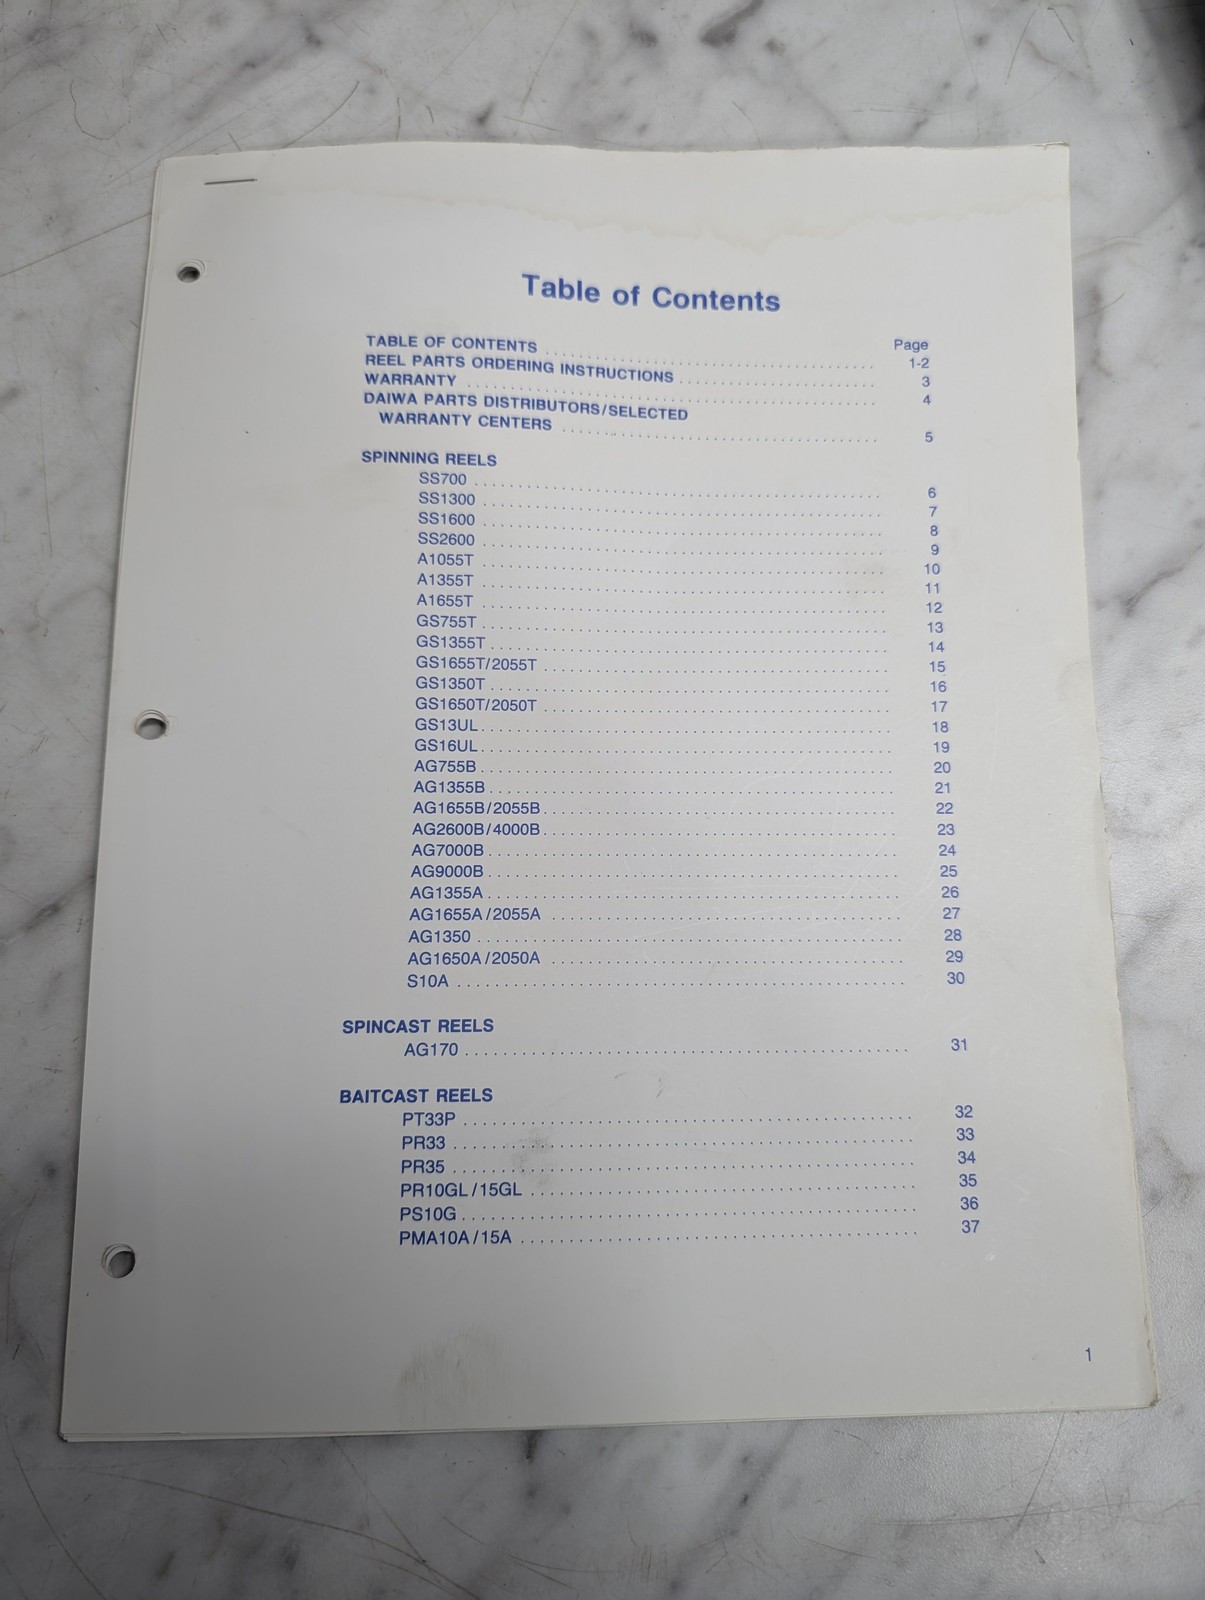 Table of Contents
Page
TABLE OF CONTENTS 1-2
REEL PARTS ORDERING INSTRUCTIONS 3
WARRANTY 4
DAIWA PARTS DISTRIBUTORS/SELECTED
WARRANTY CENTERS 5
SPINNING REELS
SS700 6
SS1300 7
SS1600 8
SS2600 9
A1055T 10
A1355T 11
A1655T 12
GS755T 13
GS1355T 14
GS1655T/2055T 15
GS1350T 16
GS1650T/2050T 17
GS13UL 18
GS16UL 19
AG755B 20
AG1355B 21
AG1655B/2055B 22
AG2600B/4000B 23
AG7000B 24
AG9000B 25
AG1355A 26
AG1655A/2055A 27
AG1350 28
AG1650A/2050A 29
S10A 30
SPINCAST REELS
AG170 31
BAITCAST REELS
PT33P 32
PR33 33
PR35 34
PR10GL/15GL 35
PS10G 36
PMA10A/15A 37
1